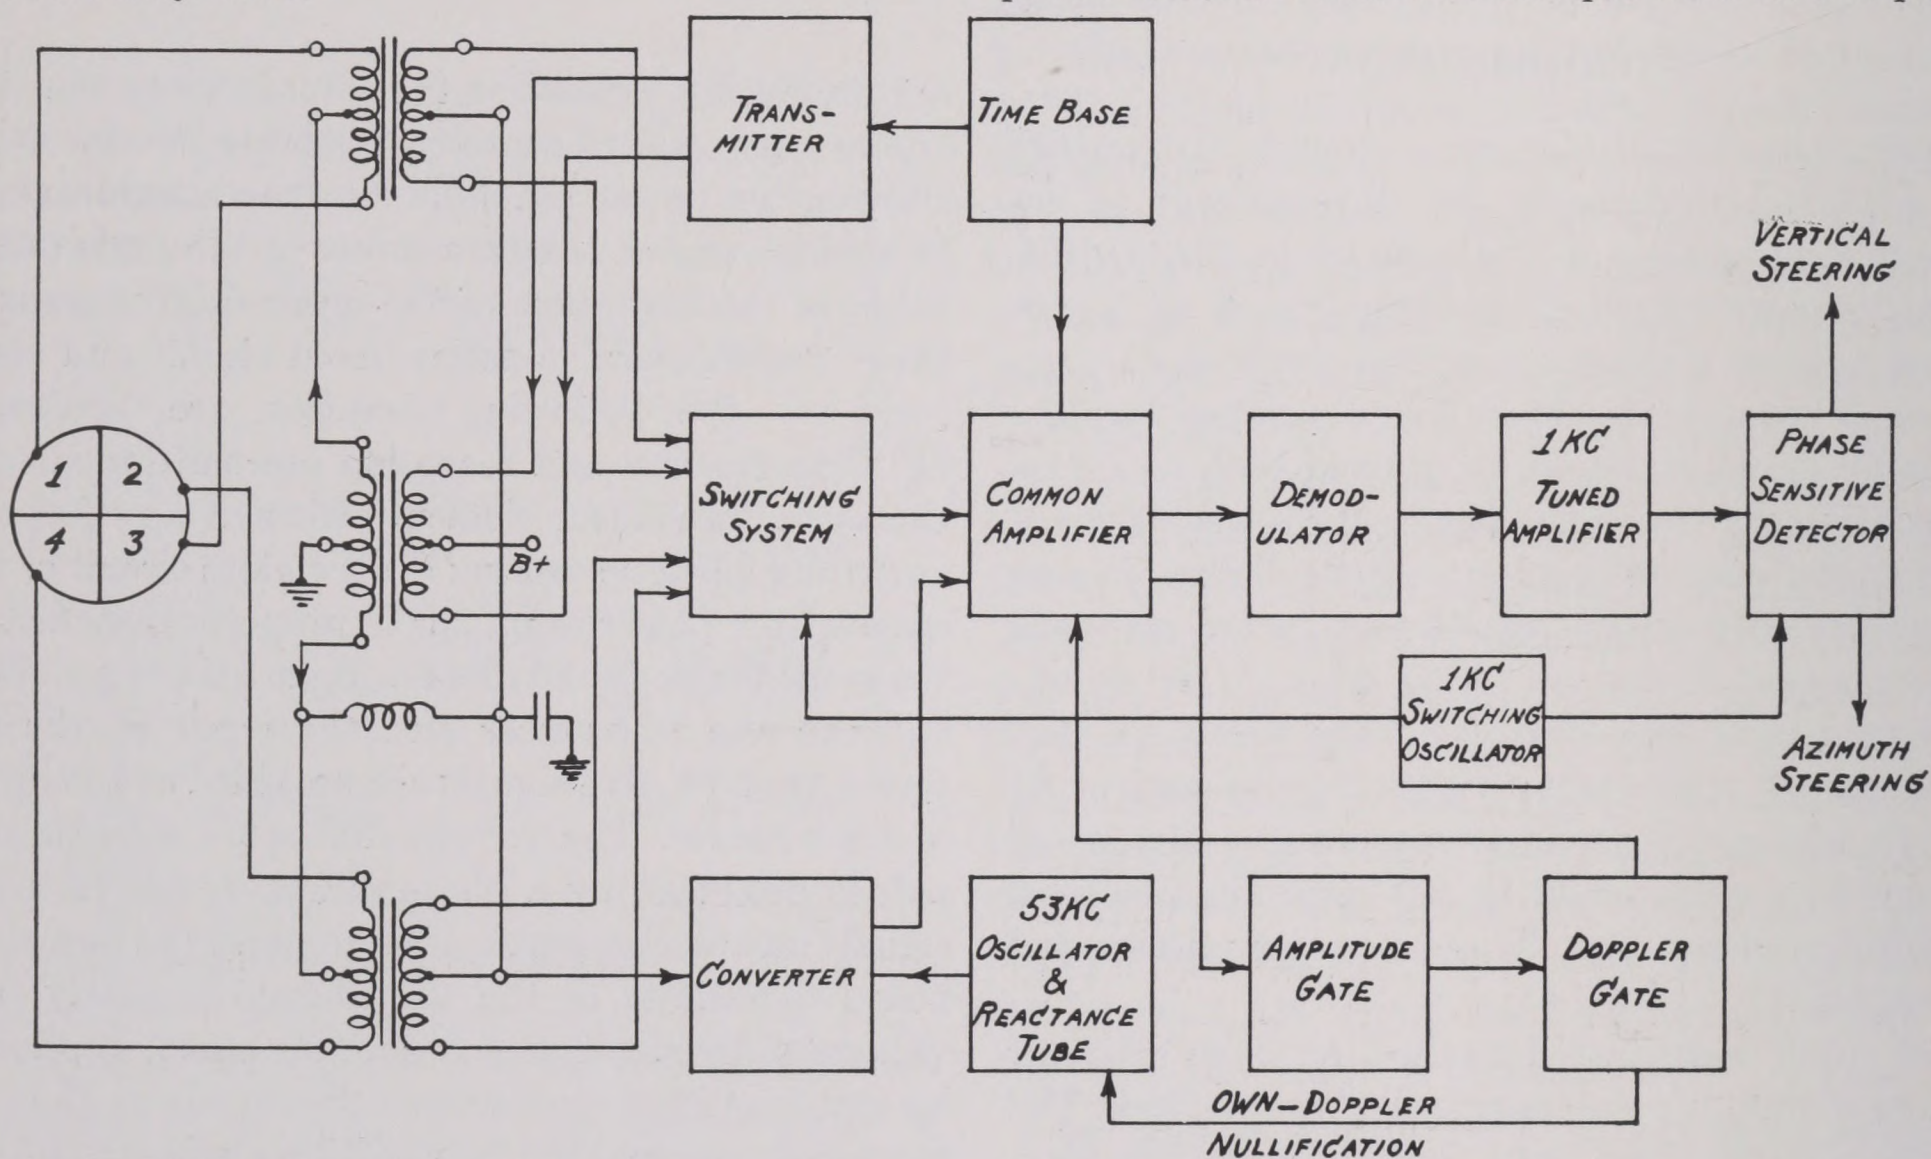 TRANS-
MITTER
TIME BASE
VERTICAL
STEERING
1
2
4
3
B+
SWITCHING
SYSTEM
COMMON
AMPLIFIER
DEMOD-
ULATOR
1KC
TUNED
AMPLIFIER
PHASE
SENSITIVE
DETECTOR
1KC
SWITCHING
OSCILLATOR
AZIMUTH
STEERING
CONVERTER
53KC
OSCILLATOR
&
REACTANCE
TUBE
AMPLITUDE
GATE
DOPPLER
GATE
OWN-DOPPLER
NULLIFICATION